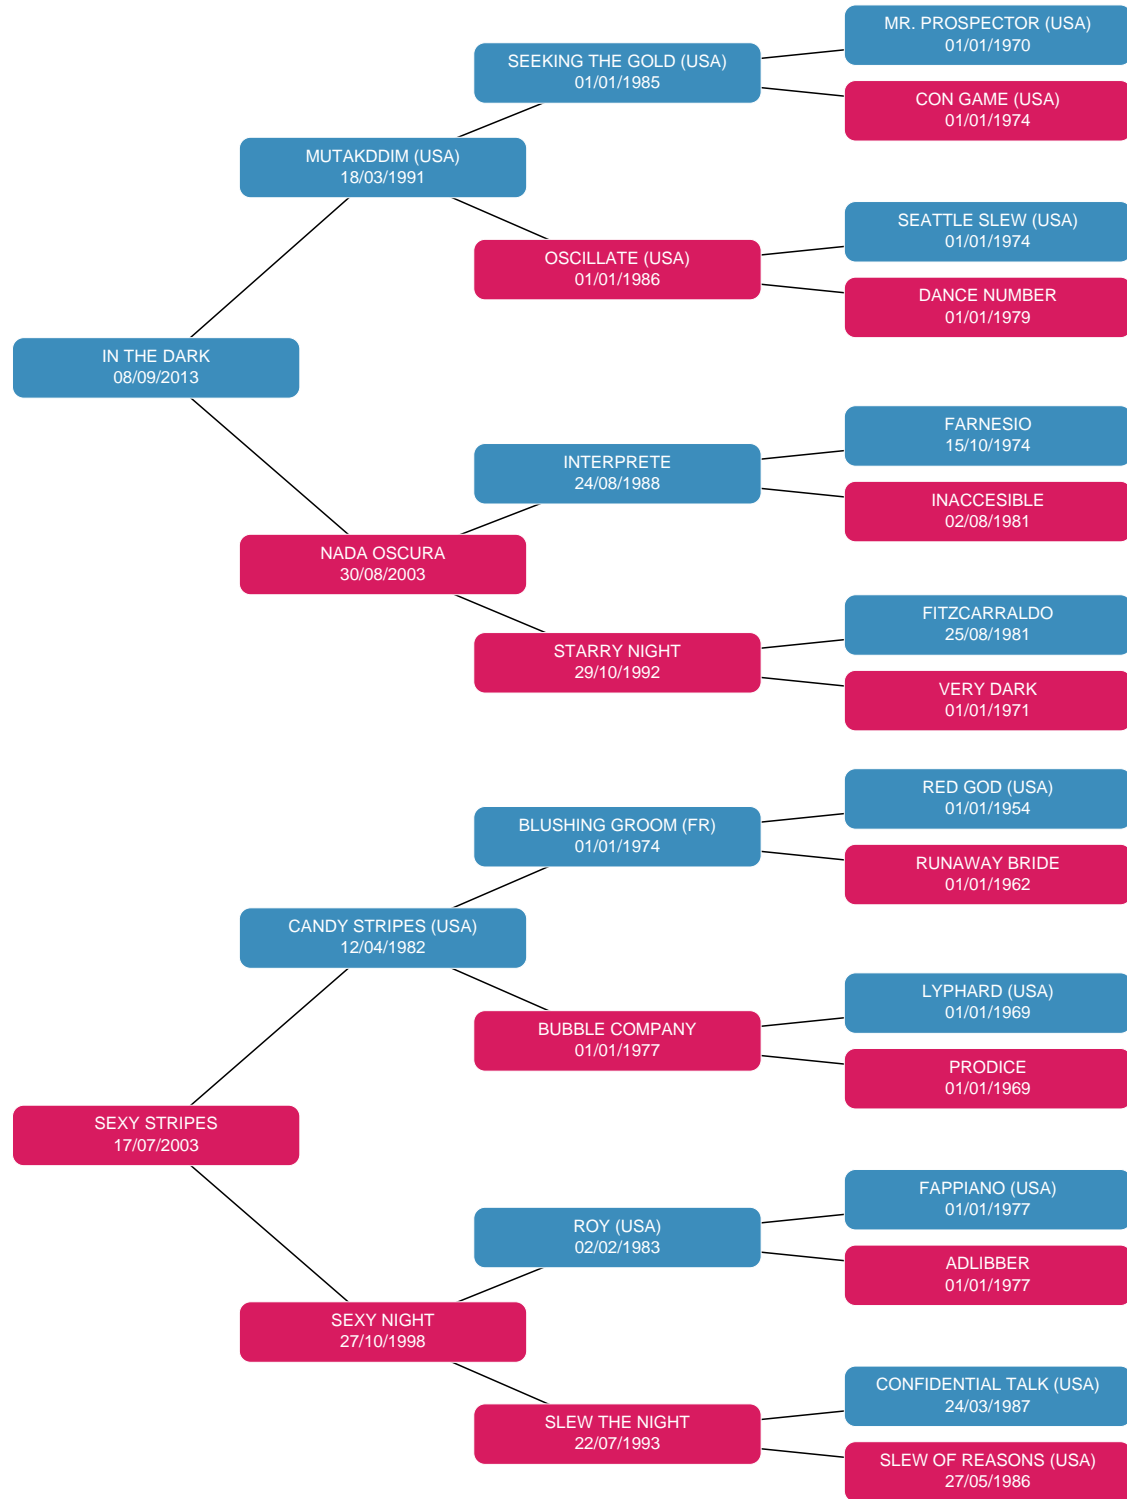 MR. PROSPECTOR (USA)
01/01/1970
SEEKING THE GOLD (USA)
01/01/1985
CON GAME (USA)
01/01/1974
MUTAKDDIM (USA)
18/03/1991
SEATTLE SLEW (USA)
01/01/1974
OSCILLATE (USA)
01/01/1986
DANCE NUMBER
01/01/1979
IN THE DARK
08/09/2013
FARNESIO
15/10/1974
INTERPRETE
24/08/1988
INACCESIBLE
02/08/1981
NADA OSCURA
30/08/2003
FITZCARRALDO
25/08/1981
STARRY NIGHT
29/10/1992
VERY DARK
01/01/1971
RED GOD (USA)
01/01/1954
BLUSHING GROOM (FR)
01/01/1974
RUNAWAY BRIDE
01/01/1962
CANDY STRIPES (USA)
12/04/1982
LYPHARD (USA)
01/01/1969
BUBBLE COMPANY
01/01/1977
PRODICE
01/01/1969
SEXY STRIPES
17/07/2003
FAPPIANO (USA)
01/01/1977
ROY (USA)
02/02/1983
ADLIBBER
01/01/1977
SEXY NIGHT
27/10/1998
CONFIDENTIAL TALK (USA)
24/03/1987
SLEW THE NIGHT
22/07/1993
SLEW OF REASONS (USA)
27/05/1986